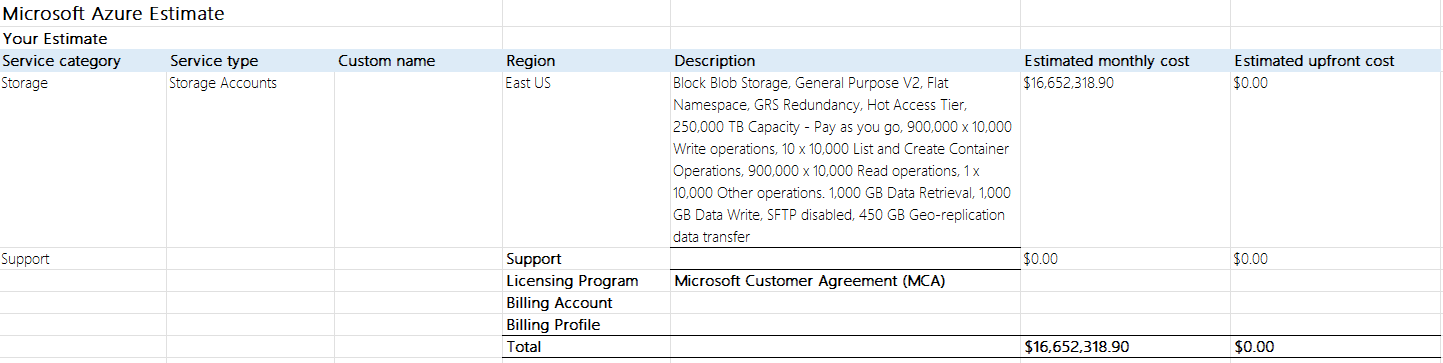 Microsoft Azure Estimate
Your Estimate
Service category Service type Custom name Region Description Estimated monthly cost Estimated upfront cost
Storage Storage Accounts East US Block Blob Storage, General Purpose V2, Flat $16,652,318.90 $0.00
Namespace, GRS Redundancy, Hot Access Tier,
250,000 TB Capacity - Pay as you go, 900,000 x 10,000
Write operations, 10 x 10,000 List and Create Container
Operations, 900,000 x 10,000 Read operations, 1 x
10,000 Other operations. 1,000 GB Data Retrieval, 1,000
GB Data Write, SFTP disabled, 450 GB Geo-replication
data transfer
Support Support $0.00 $0.00
Licensing Program Microsoft Customer Agreement (MCA)
Billing Account
Billing Profile
Total $16,652,318.90 $0.00